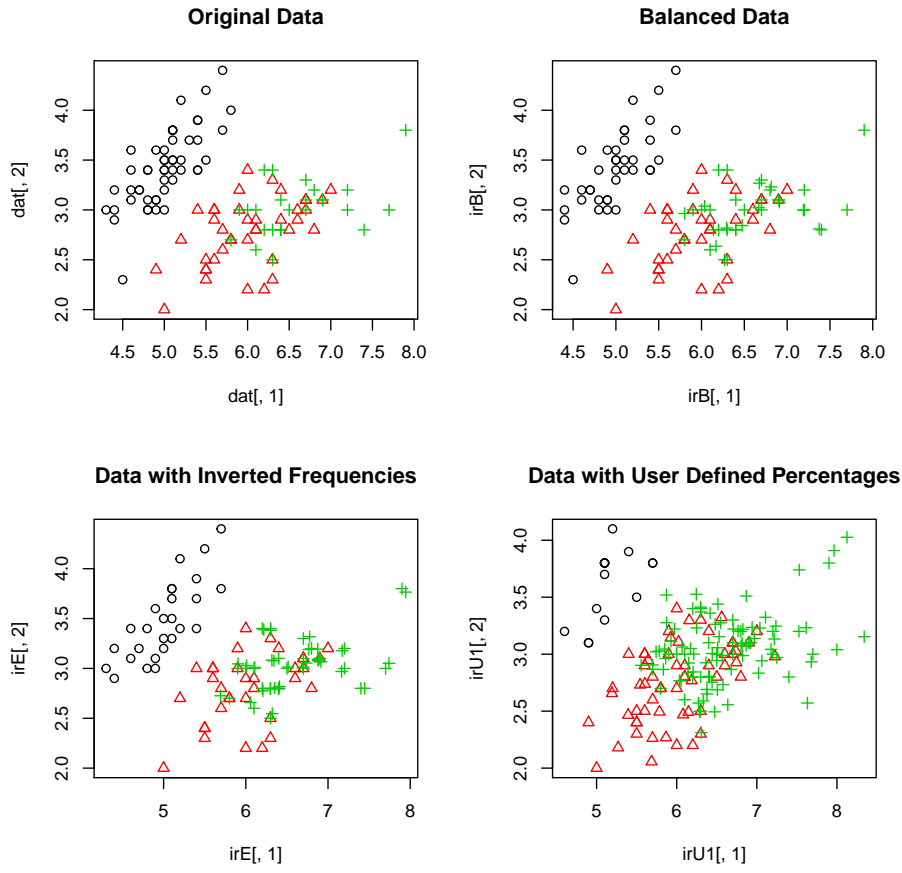 Original Data
4.5 5.0 5.5 6.0 6.5 7.0 7.5 8.0
2.0 2.5 3.0 3.5 4.0
dat[, 1]
dat[, 2]
Balanced Data
4.5 5.0 5.5 6.0 6.5 7.0 7.5 8.0
2.0 2.5 3.0 3.5 4.0
irB[, 1]
irB[, 2]
Data with Inverted Frequencies
5 6 7 8
2.0 2.5 3.0 3.5 4.0
irE[, 1]
irE[, 2]
Data with User Defined Percentages
5 6 7 8
2.0 2.5 3.0 3.5 4.0
irU1[, 1]
irU1[, 2]